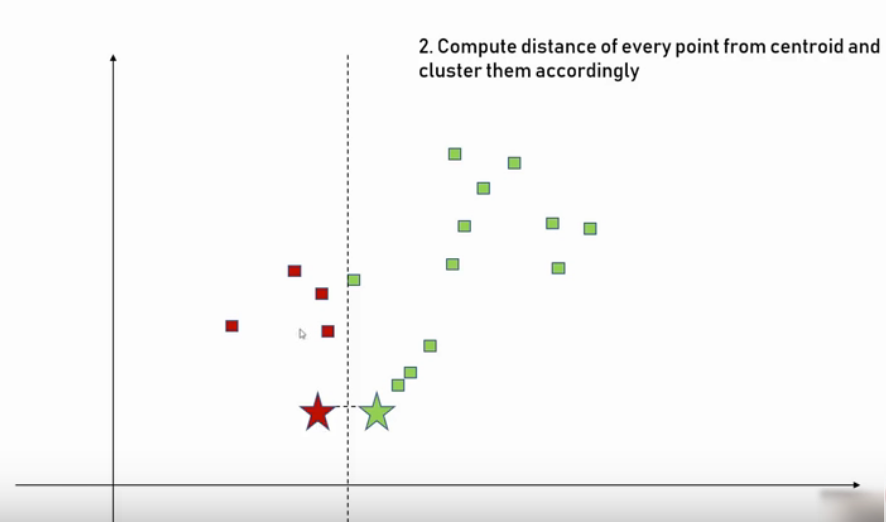 2. Compute distance of every point from centroid and
cluster them accordingly